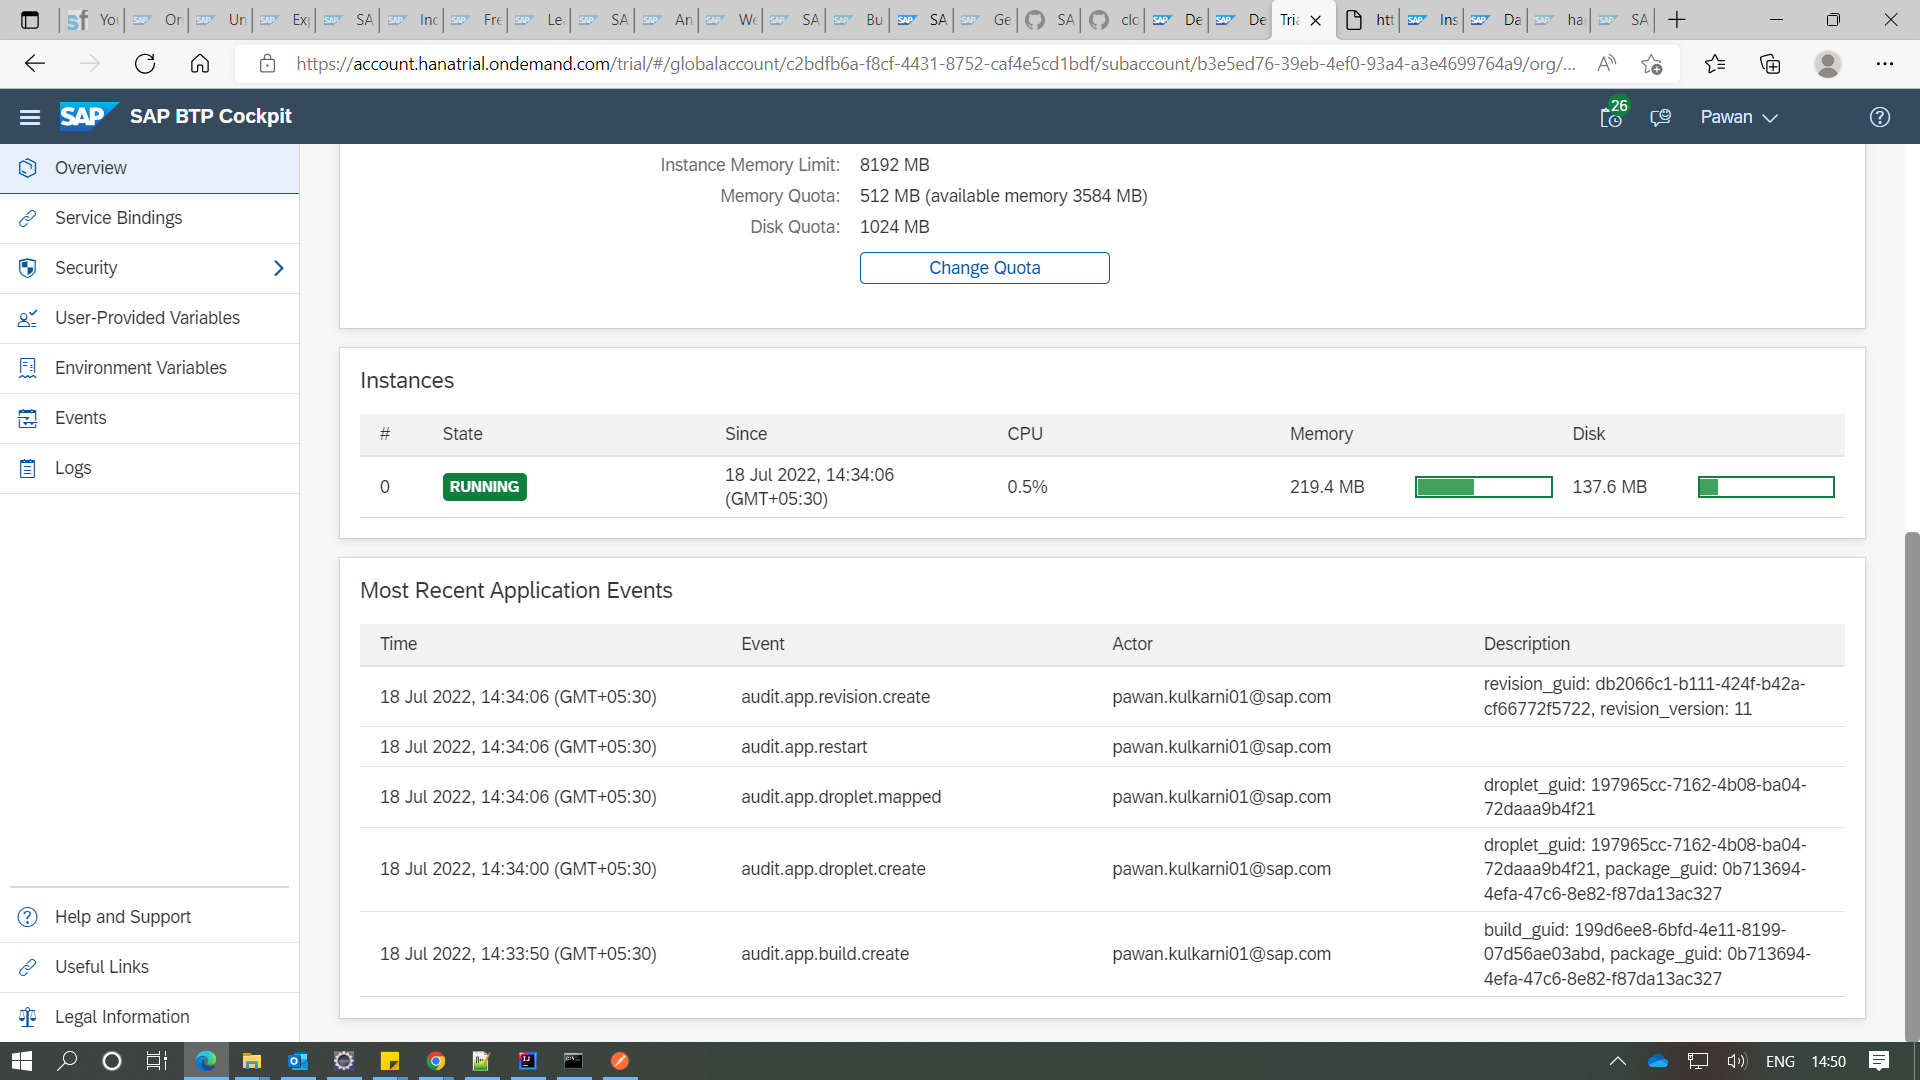 sf You On Un Exp SA Inc Fre Lea SA An We SA Bu SA Ge SA clo De De Tria htt Ins Da ha SA
https://account.hanatrial.ondemand.com/trial/#/globalaccount/c2bdfb6a-f8cf-4431-8752-caf4e5cd1bdf/subaccount/b3e5ed76-39eb-4ef0-93a4-a3e4699764a9/org/...
SAP SAP BTP Cockpit
26
Pawan
Overview
Service Bindings
Security
User-Provided Variables
Environment Variables
Events
Logs
Help and Support
Useful Links
Legal Information
Instance Memory Limit: 8192 MB
Memory Quota: 512 MB (available memory 3584 MB)
Disk Quota: 1024 MB
Change Quota
Instances
# State Since CPU Memory Disk
0 RUNNING 18 Jul 2022, 14:34:06 (GMT+05:30) 0.5% 219.4 MB 137.6 MB
Most Recent Application Events
Time Event Actor Description
18 Jul 2022, 14:34:06 (GMT+05:30) audit.app.revision.create pawan.kulkarni01@sap.com revision_guid: db2066c1-b111-424f-b42a-
cf66772f5722, revision_version: 11
18 Jul 2022, 14:34:06 (GMT+05:30) audit.app.restart pawan.kulkarni01@sap.com
18 Jul 2022, 14:34:06 (GMT+05:30) audit.app.droplet.mapped pawan.kulkarni01@sap.com droplet_guid: 197965cc-7162-4b08-ba04-
72daaa9b4f21
18 Jul 2022, 14:34:00 (GMT+05:30) audit.app.droplet.create pawan.kulkarni01@sap.com droplet_guid: 197965cc-7162-4b08-ba04-
72daaa9b4f21, package_guid: 0b713694-
4efa-47c6-8e82-f87da13ac327
18 Jul 2022, 14:33:50 (GMT+05:30) audit.app.build.create pawan.kulkarni01@sap.com build_guid: 199d6ee8-6bfd-4e11-8199-
07d56ae03abd, package_guid: 0b713694-
4efa-47c6-8e82-f87da13ac327
ENG 14:50